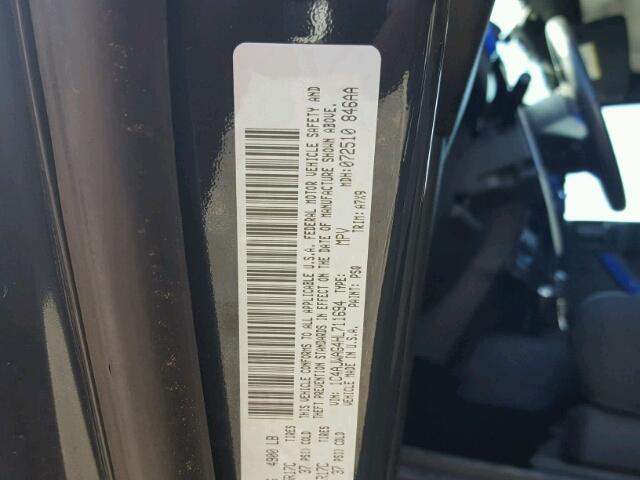 4900 LB
TIRES
37 PSI/ COLD
TIRES
37 PSI/ COLD
THIS VEHICLE CONFORMS TO ALL APPLICABLE U.S.A. FEDERAL MOTOR VEHICLE SAFETY AND
THEFT PREVENTION STANDARDS IN EFFECT ON THE DATE OF MANUFACTURE SHOWN ABOVE.
VIN: 1C4AJWAG4HL711694 TYPE: MPV MDH:072510 846AA
VEHICLE MADE IN U.S.A. PAINT: PS0 TRIM: A7X9